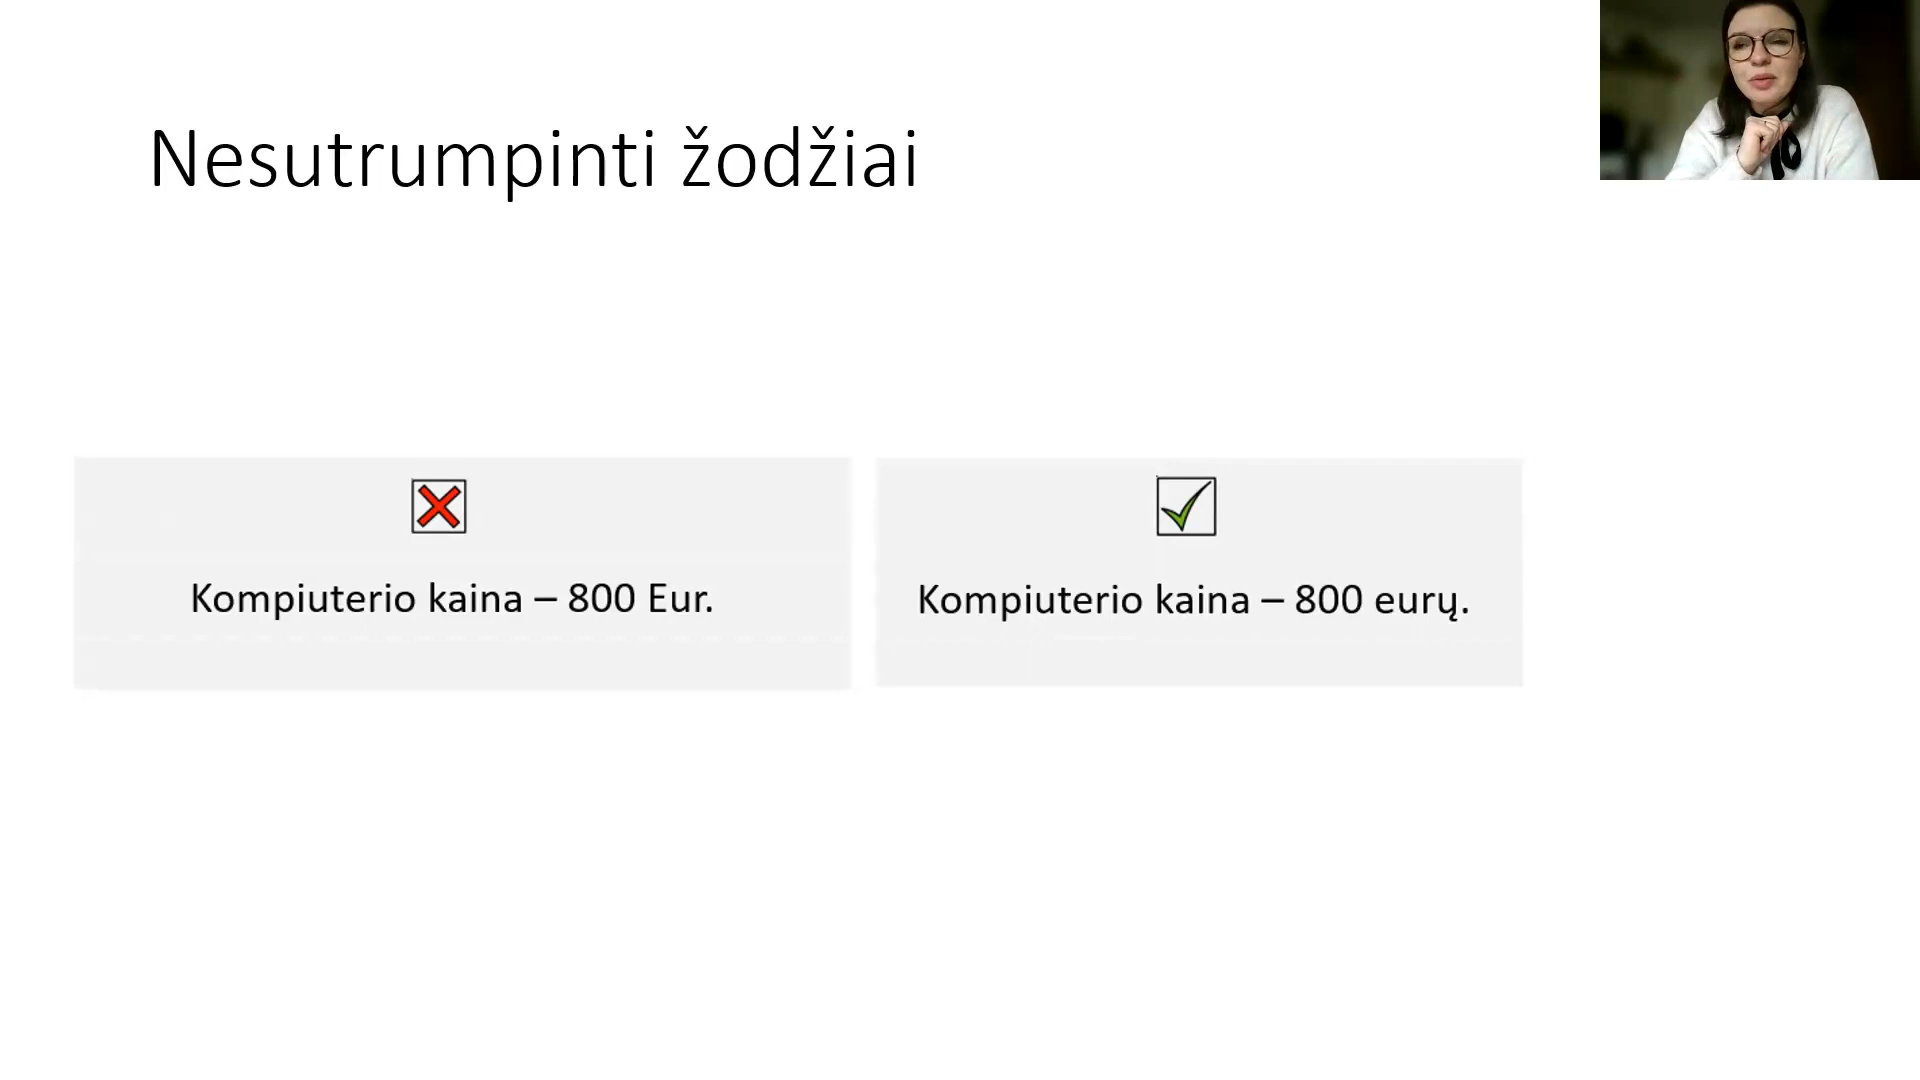 Nesutrumpinti žodžiai
Kompiuterio kaina – 800 Eur.
Kompiuterio kaina – 800 eurų.